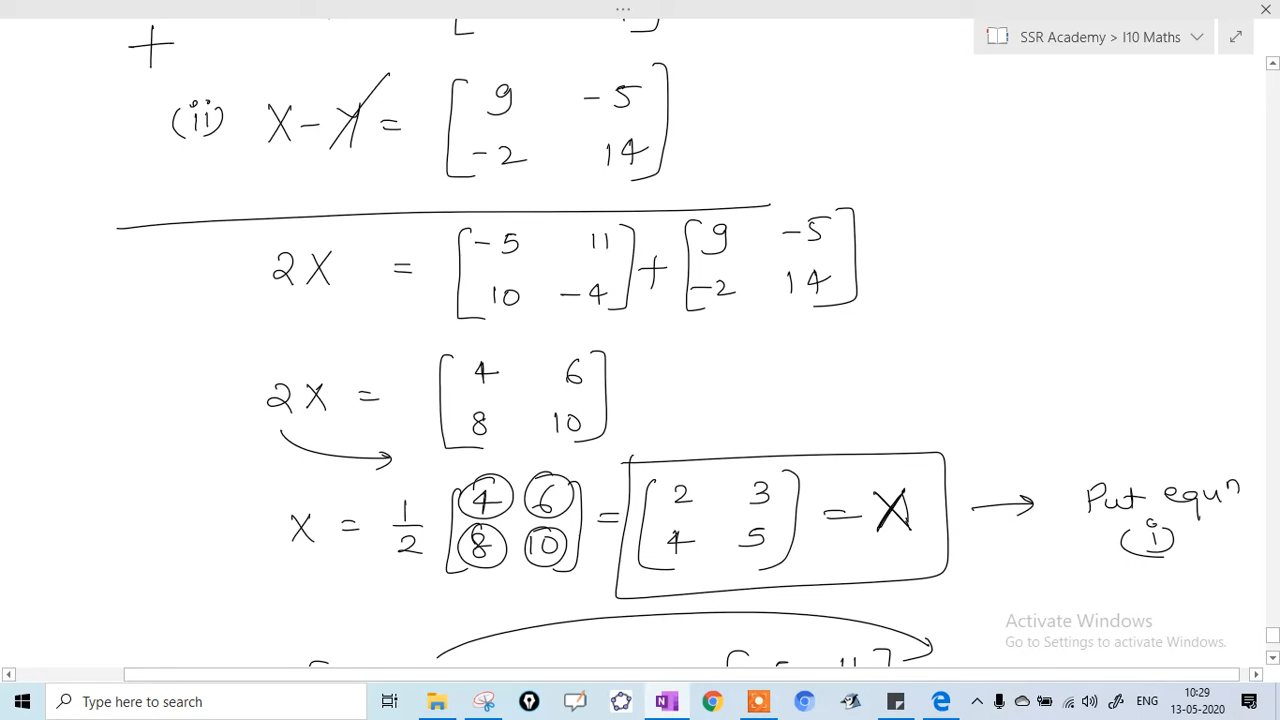 SSR Academy > I10 Maths
+
(ii) X - Y = [ 9 -5
-2 14 ]
2X = [ -5 11
10 -4 ] + [ 9 -5
-2 14 ]
2X = [ 4 6
8 10 ]
X = 1/2 [ 4 6
8 10 ] = [ 2 3
4 5 ] = X → Put equn
(i)
Activate Windows
Go to Settings to activate Windows.
Type here to search
ENG
10:29
13-05-2020